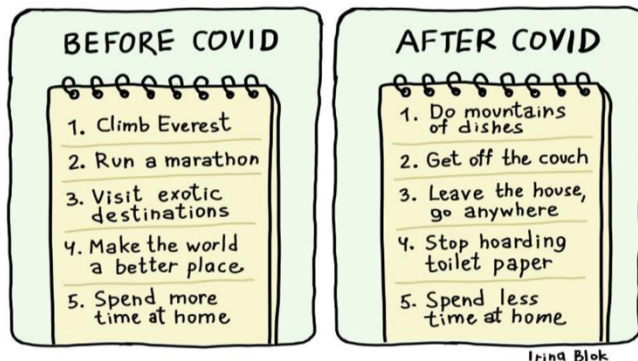 BEFORE COVID
1. Climb Everest
2. Run a marathon
3. Visit exotic
destinations
4. Make the world
a better place
5. Spend more
time at home
AFTER COVID
1. Do mountains
of dishes
2. Get off the couch
3. Leave the house,
go anywhere
4. Stop hoarding
toilet paper
5. Spend less
time at home
Irina Blok